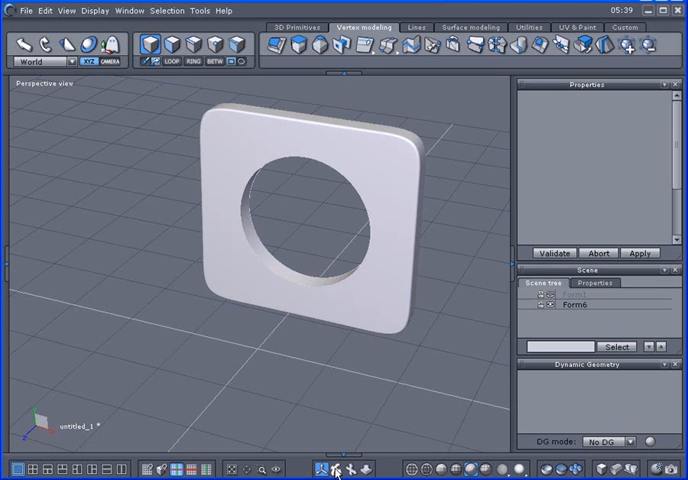 File Edit View Display Window Selection Tools Help 05:39
3D Primitives Vertex modeling Lines Surface modeling Utilities UV & Paint Custom
World XYZ CAMERA LOOP RING BETW
Perspective view
Properties
Validate Abort Apply
Scene
Scene tree Properties
Form1
Form6
Select
Dynamic Geometry
untitled_1 *
DG mode: No DG